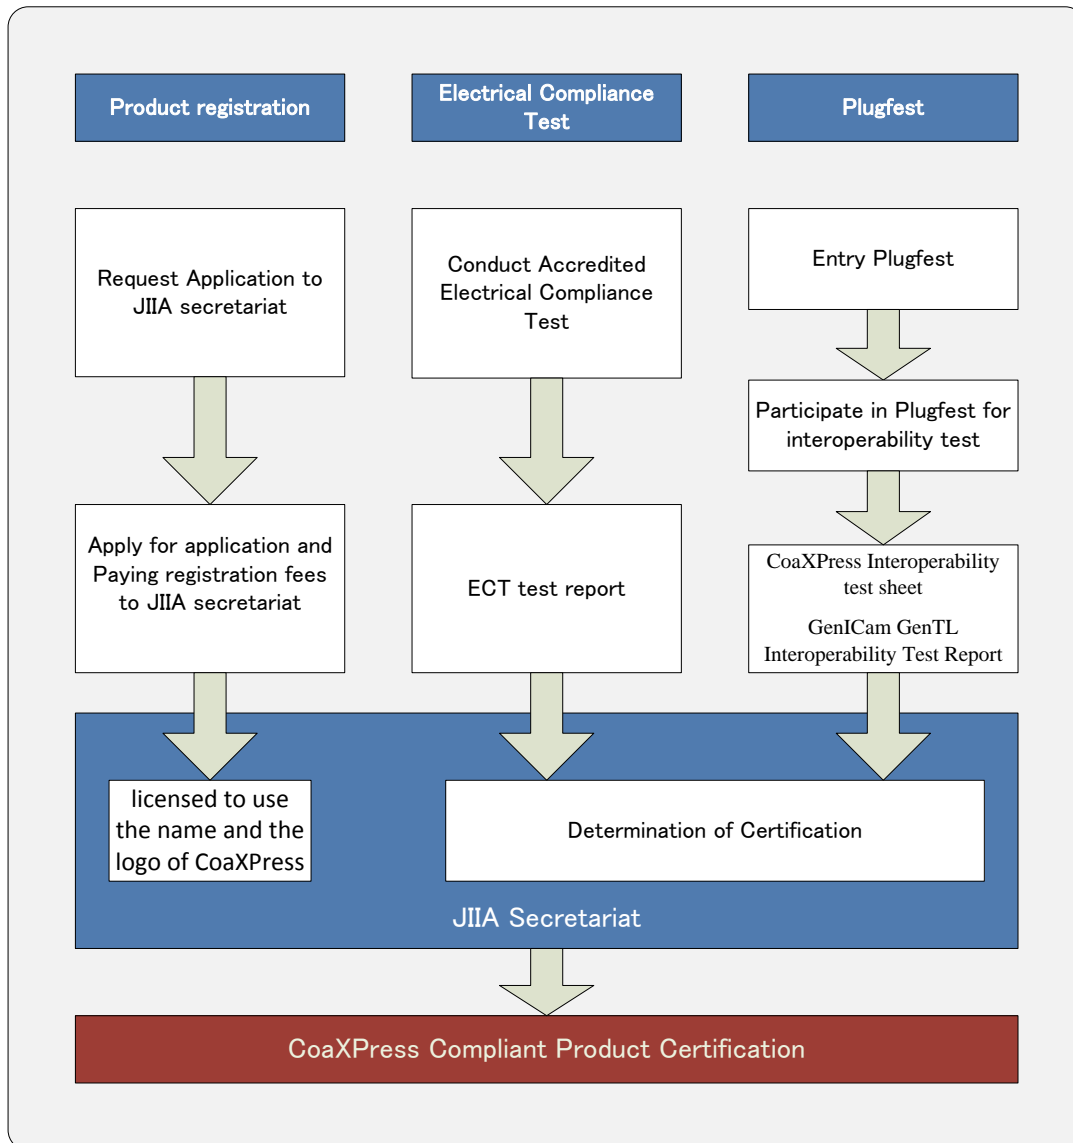 Product registration
Electrical Compliance
Test
Plugfest
Request Application to
JIIA secretariat
Conduct Accredited
Electrical Compliance
Test
Entry Plugfest
Participate in Plugfest for
interoperability test
Apply for application and
Paying registration fees
to JIIA secretariat
ECT test report
CoaXPress Interoperability
test sheet
GenICam GenTL
Interoperability Test Report
licensed to use
the name and the
logo of CoaXPress
Determination of Certification
JIIA Secretariat
CoaXPress Compliant Product Certification